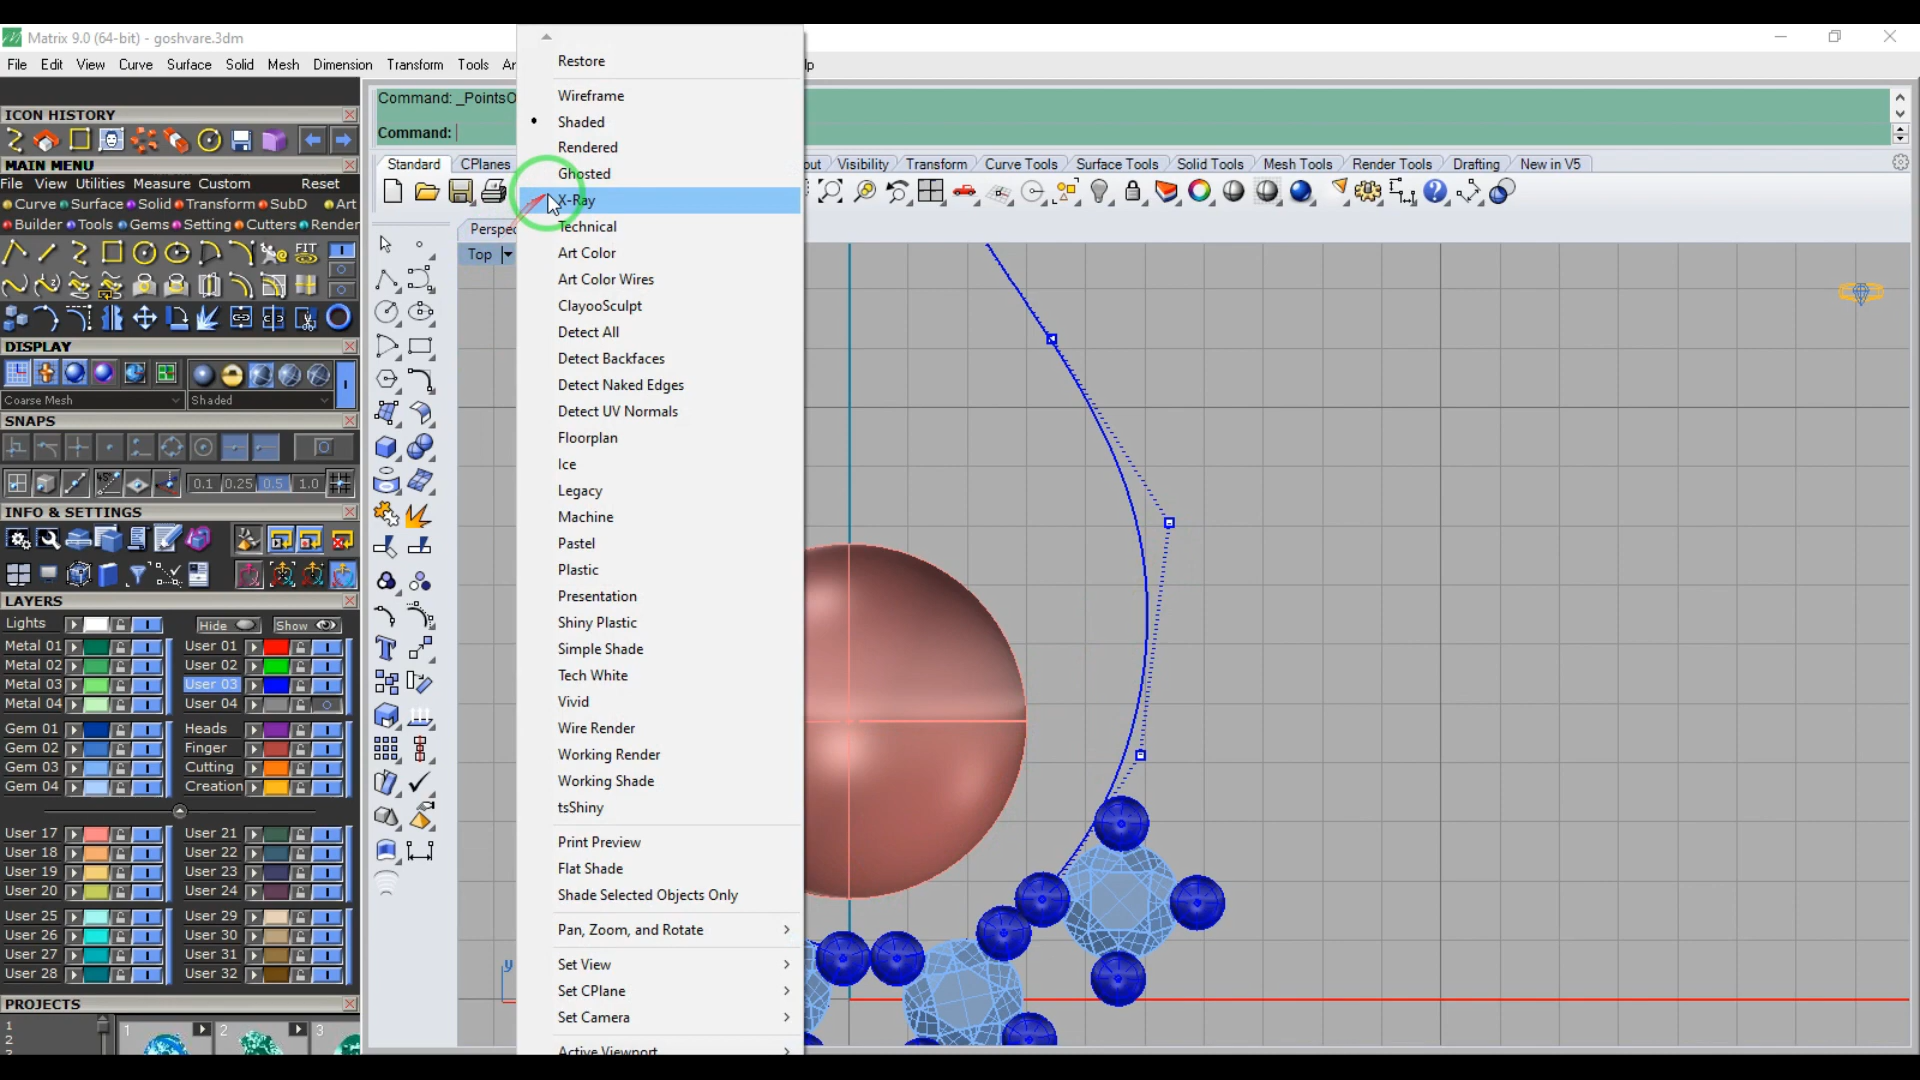 Matrix 9.0 (64-bit) - goshvare.3dm
File Edit View Curve Surface Solid Mesh Dimension Transform Tools
ICON HISTORY
MAIN MENU
File View Utilities Measure Custom Reset
Curve Surface Solid Transform SubD Art
Builder Tools Gems Setting Cutters Render
FIT
DISPLAY
Coarse Mesh Shaded
SNAPS
45°
0.1 0.25 0.5 1.0
INFO & SETTINGS
LAYERS
Lights Hide Show
Metal 01 User 01
Metal 02 User 02
Metal 03 User 03
Metal 04 User 04
Gem 01 Heads
Gem 02 Finger
Gem 03 Cutting
Gem 04 Creation
User 17 User 21
User 18 User 22
User 19 User 23
User 20 User 24
User 25 User 29
User 26 User 30
User 27 User 31
User 28 User 32
PROJECTS
1 1 2 3
2
Command: _PointsO
Command:
Standard CPlanes
out Visibility Transform Curve Tools Surface Tools Solid Tools Mesh Tools Render Tools Drafting New in V5
Perspec
Top
Restore
Wireframe
Shaded
Rendered
Ghosted
X-Ray
Technical
Art Color
Art Color Wires
ClayooSculpt
Detect All
Detect Backfaces
Detect Naked Edges
Detect UV Normals
Floorplan
Ice
Legacy
Machine
Pastel
Plastic
Presentation
Shiny Plastic
Simple Shade
Tech White
Vivid
Wire Render
Working Render
Working Shade
tsShiny
Print Preview
Flat Shade
Shade Selected Objects Only
Pan, Zoom, and Rotate
Set View
Set CPlane
Set Camera
Active Viewport
y